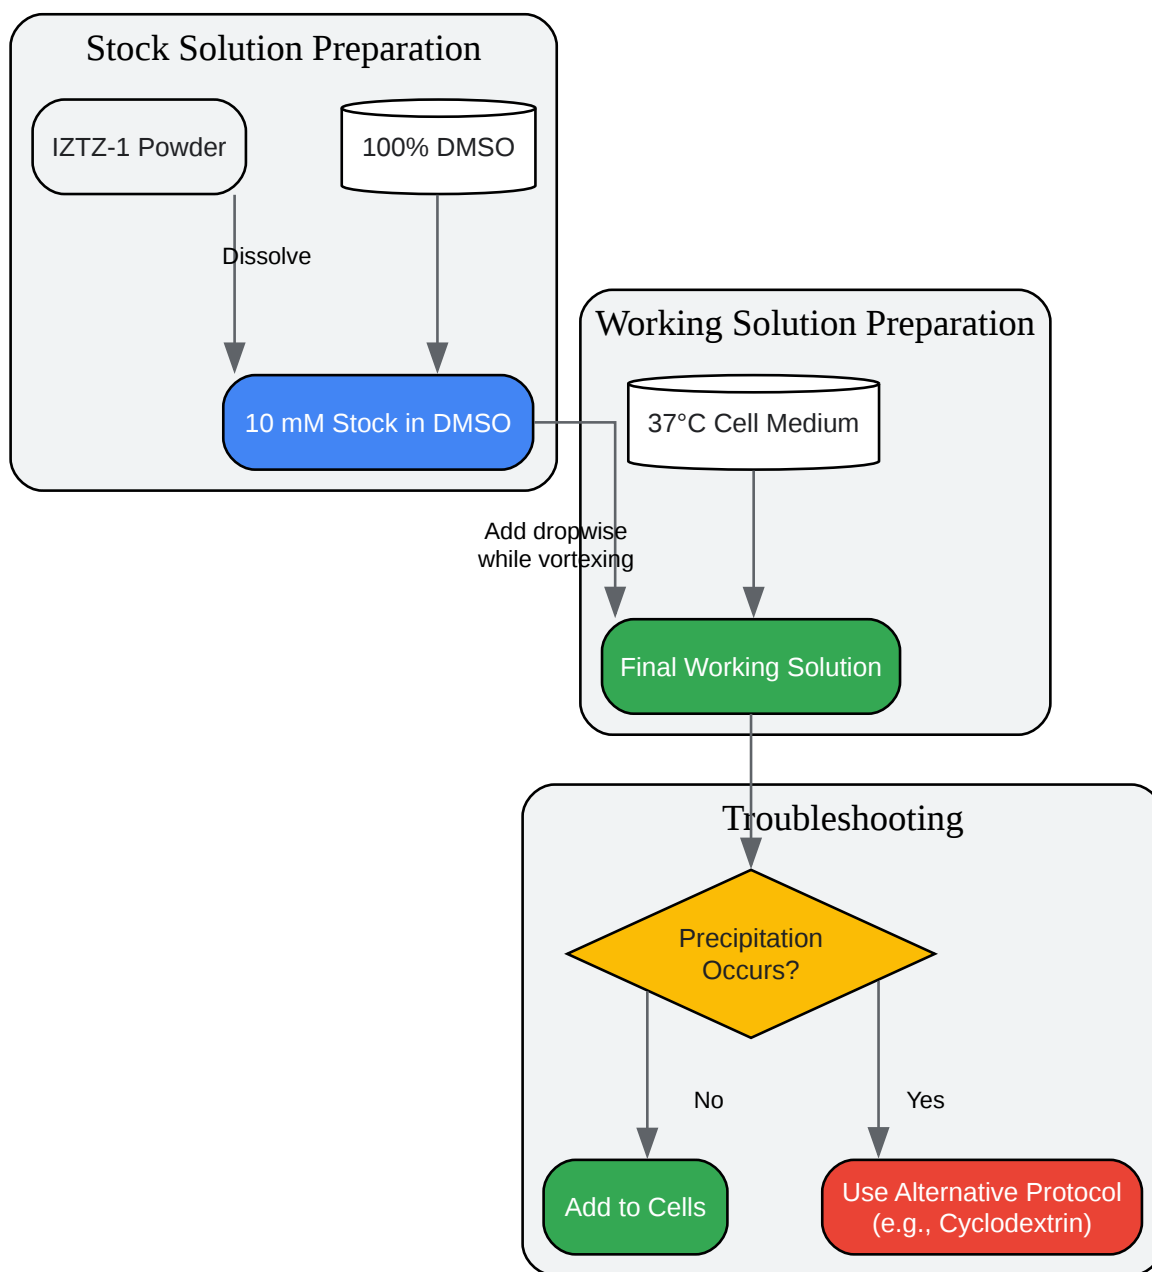 Stock Solution Preparation
IZTZ-1 Powder
100% DMSO
Dissolve
10 mM Stock in DMSO
Working Solution Preparation
37°C Cell Medium
Add dropwise
while vortexing
Final Working Solution
Troubleshooting
Precipitation
Occurs?
No
Yes
Add to Cells
Use Alternative Protocol
(e.g., Cyclodextrin)